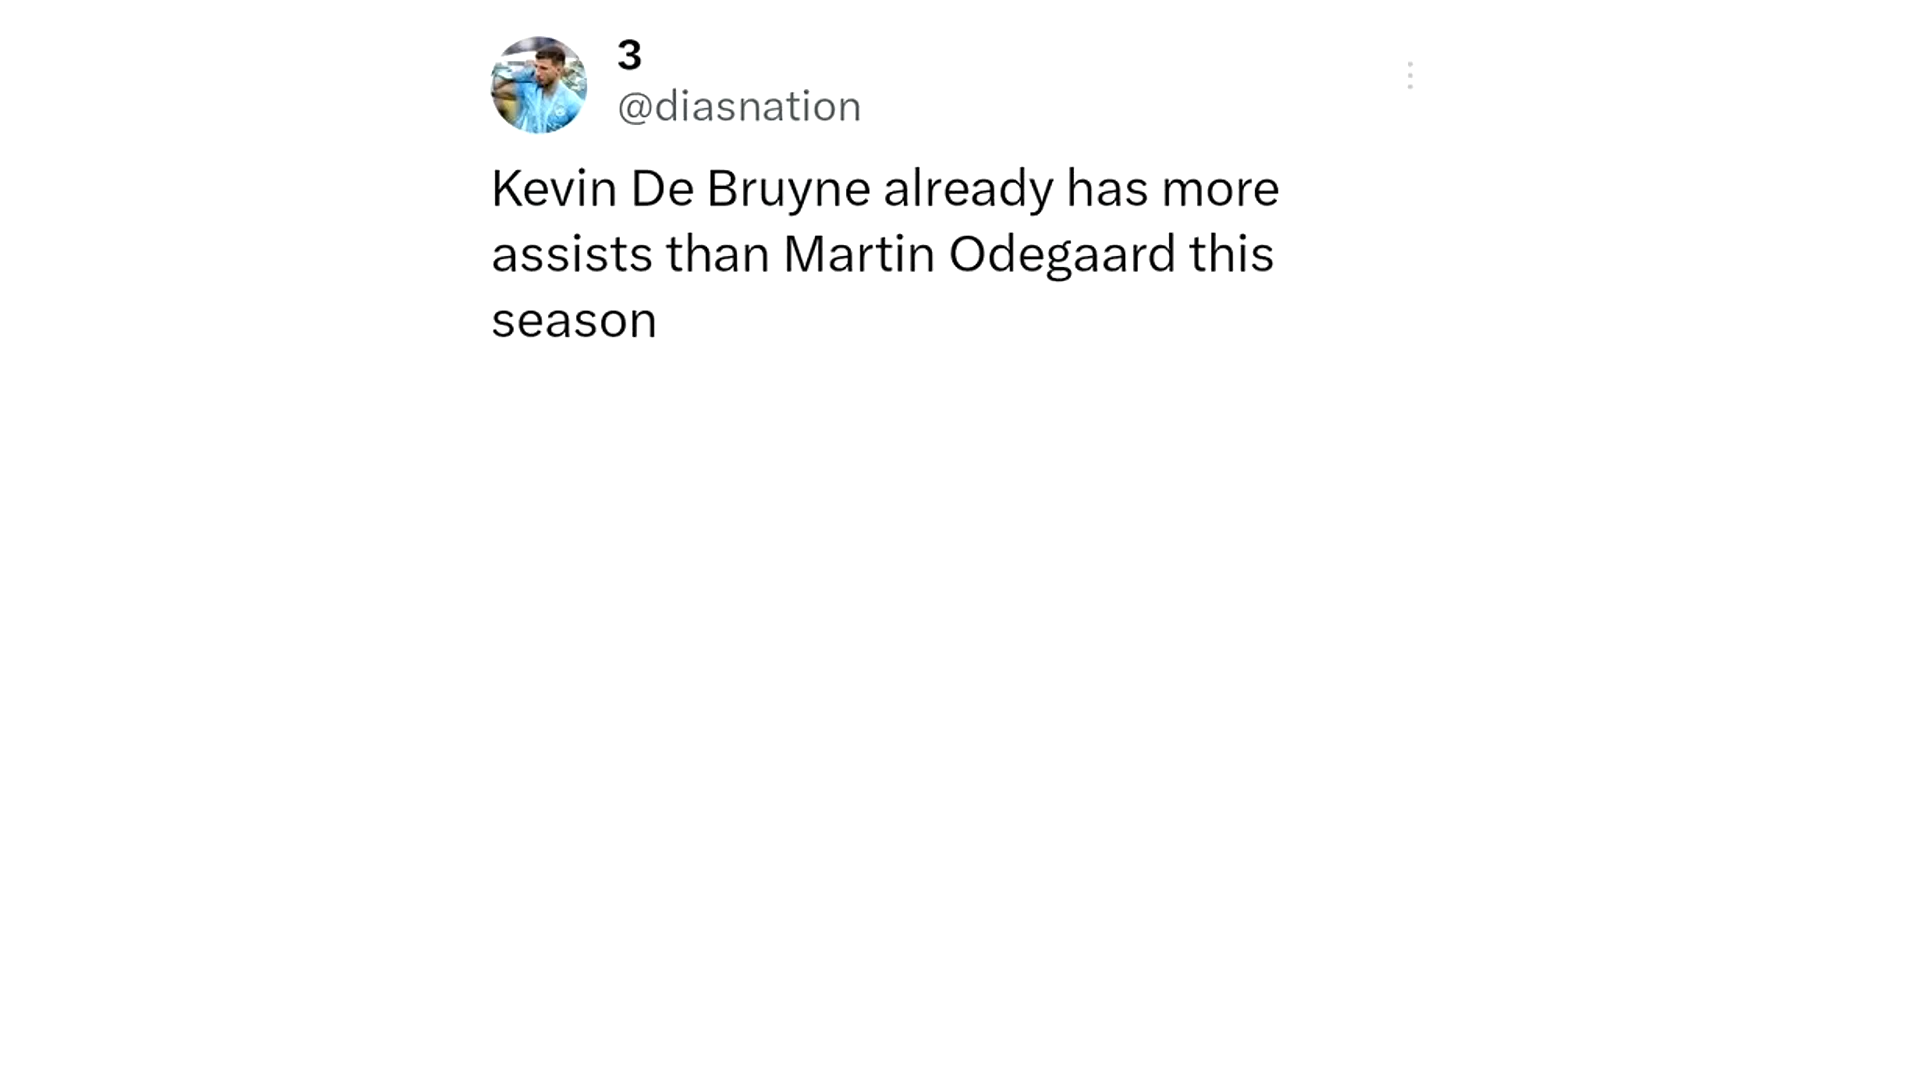 3
@diasnation
Kevin De Bruyne already has more
assists than Martin Odegaard this
season